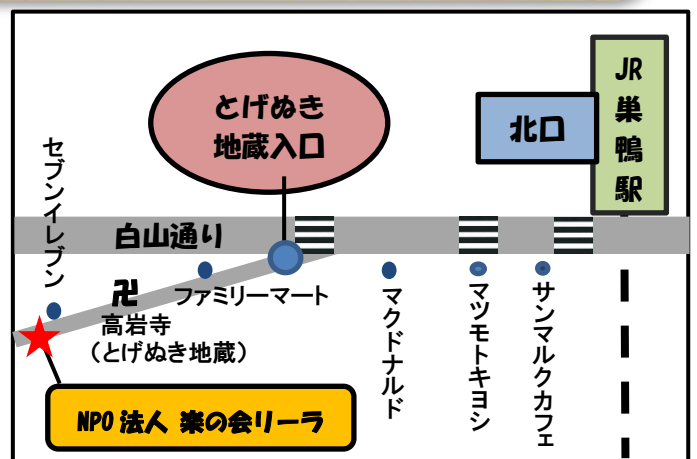 JR
巣
鴨
駅
北口
とげぬき
地蔵入口
セブンイレブン
白山通り
卍
ファミリーマート
高岩寺
（とげぬき地蔵）
マクドナルド
マツモトキヨシ
サンマルクカフェ
NPO法人 楽の会リーラ